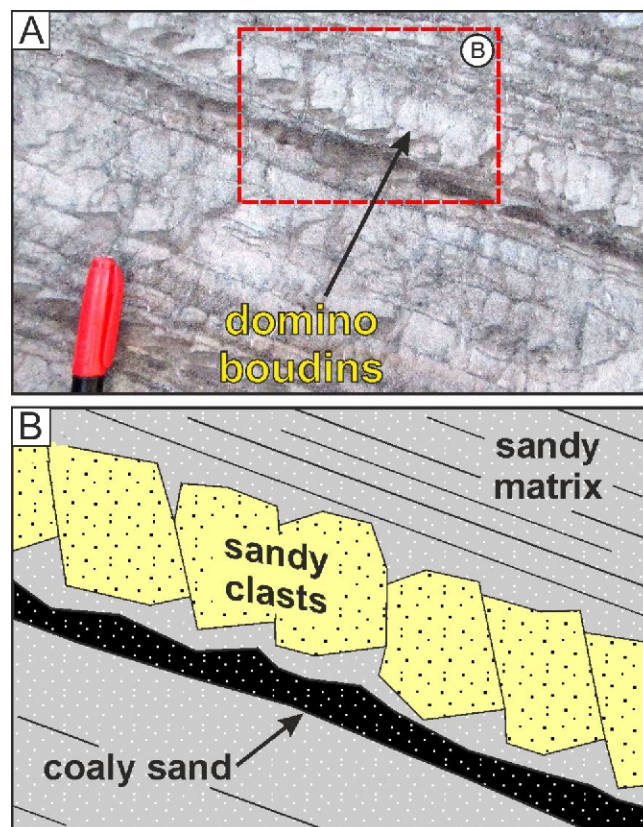 A
B
domino
boudins
B
sandy
matrix
sandy
clasts
coaly sand